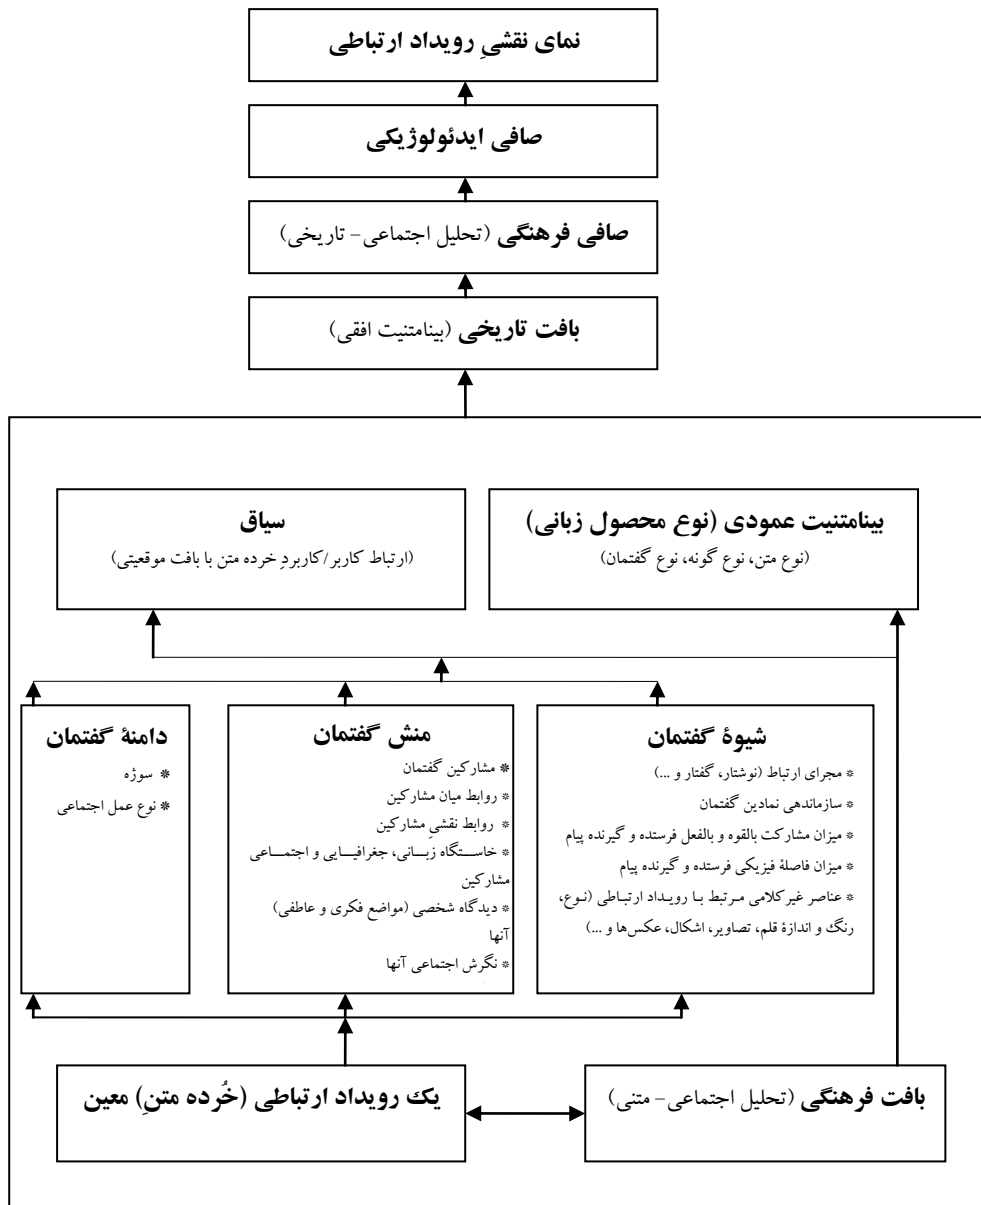 نمای نقشیِ رویداد ارتباطی
صافی ایدئولوژیکی
صافی فرهنگی (تحلیل اجتماعی- تاریخی)
بافت تاریخی (بینامتنیت افقی)
بینامتنیت عمودی (نوع محصول زبانی)
(نوع متن، نوع گونه، نوع گفتمان)
سیاق
(ارتباط کاربر/کاربردِ خرده متن با بافت موقعیتی)
شیوۀ گفتمان
* مجرای ارتباط (نوشتار، گفتار و ...)
* سازماندهی نمادین گفتمان
* میزان مشارکت بالقوه و بالفعل فرستده و گیرنده پیام
* میزان فاصلۀ فیزیکی فرستده و گیرنده پیام
* عناصر غیرکلامی مرتبط با رویداد ارتباطی (نوع،
رنگ و اندازۀ قلم، تصاویر، اشکال، عکس‌ها و ...)
منش گفتمان
* مشارکین گفتمان
* روابط میان مشارکین
* روابط نقشیِ مشارکین
* خاستگاه زبانی، جغرافیایی و اجتماعی
مشارکین
* دیدگاه شخصی (مواضع فکری و عاطفی)
آنها
* نگرش اجتماعی آنها
دامنۀ گفتمان
* سوژه
* نوع عمل اجتماعی
بافت فرهنگی (تحلیل اجتماعی- متنی)
یک رویداد ارتباطی (خُرده متنِ) معین